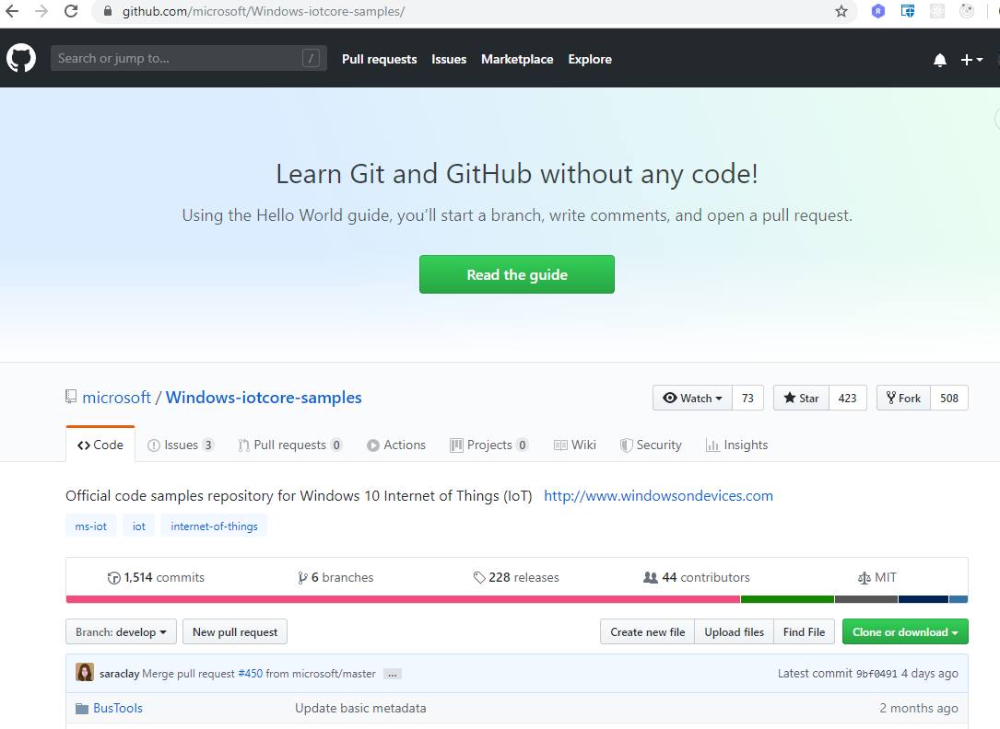 github.com/microsoft/Windows-iotcore-samples/
Search or jump to... / Pull requests Issues Marketplace Explore
Learn Git and GitHub without any code!
Using the Hello World guide, you’ll start a branch, write comments, and open a pull request.
Read the guide
microsoft / Windows-iotcore-samples Watch 73 Star 423 Fork 508
Code Issues 3 Pull requests 0 Actions Projects 0 Wiki Security Insights
Official code samples repository for Windows 10 Internet of Things (IoT) http://www.windowsondevices.com
ms-iot iot internet-of-things
1,514 commits 6 branches 228 releases 44 contributors MIT
Branch: develop New pull request Create new file Upload files Find File Clone or download
saraclay Merge pull request #450 from microsoft/master ... Latest commit 9bf0491 4 days ago
BusTools Update basic metadata 2 months ago